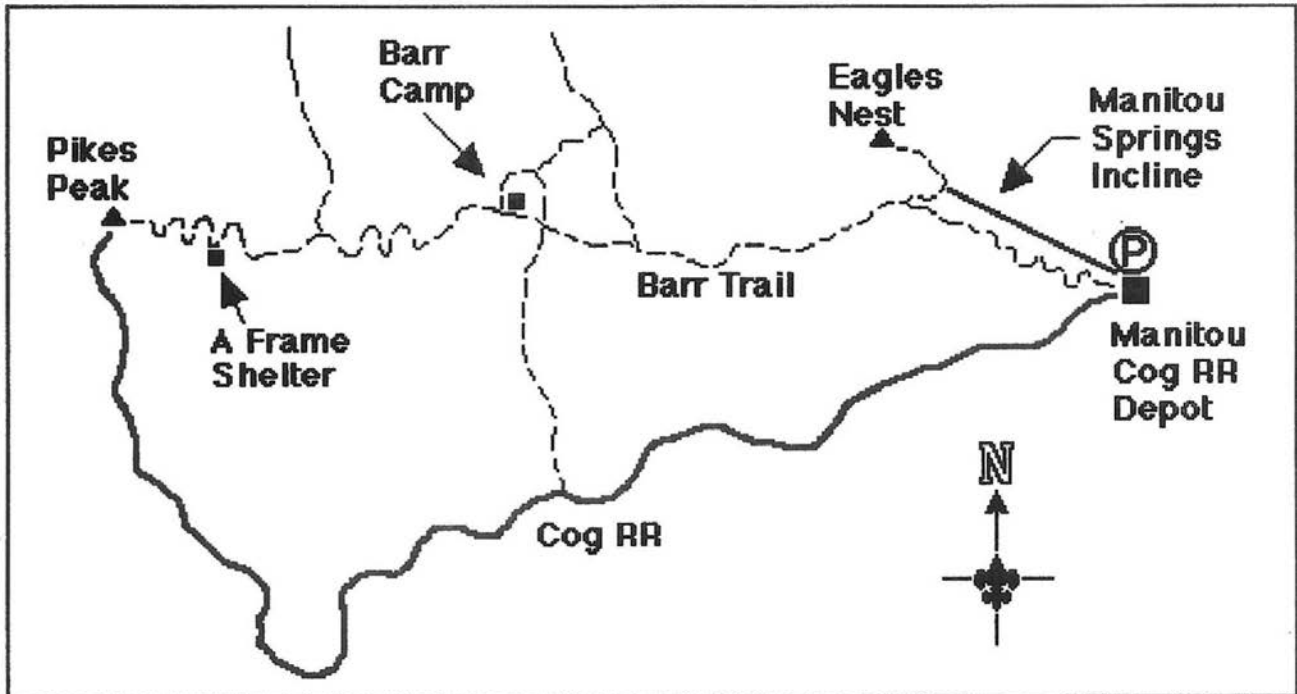 Barr
Camp
Eagles
Nest
Manitou
Springs
Incline
Pikes
Peak
P
Barr Trail
A Frame
Shelter
Manitou
Cog RR
Depot
N
Cog RR